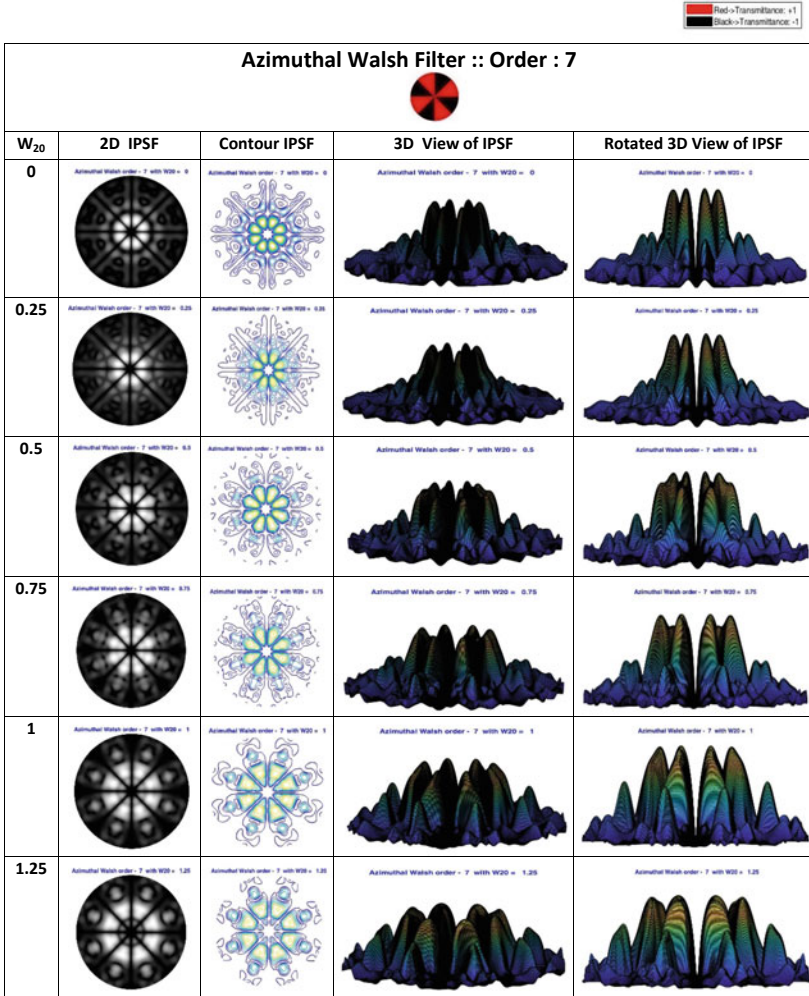 Red->Transmittance: +1
Black->Transmittance: -1
Azimuthal Walsh Filter :: Order : 7
W20 2D IPSF Contour IPSF 3D View of IPSF Rotated 3D View of IPSF
0
Azimuthal Walsh order - 7 with W20 = 0
Azimuthal Walsh order - 7 with W20 = 0
Azimuthal Walsh order - 7 with W20 = 0
Azimuthal Walsh order - 7 with W20 = 0
0.25
Azimuthal Walsh order - 7 with W20 = 0.25
Azimuthal Walsh order - 7 with W20 = 0.25
Azimuthal Walsh order - 7 with W20 = 0.25
Azimuthal Walsh order - 7 with W20 = 0.25
0.5
Azimuthal Walsh order - 7 with W20 = 0.5
Azimuthal Walsh order - 7 with W20 = 0.5
Azimuthal Walsh order - 7 with W20 = 0.5
Azimuthal Walsh order - 7 with W20 = 0.5
0.75
Azimuthal Walsh order - 7 with W20 = 0.75
Azimuthal Walsh order - 7 with W20 = 0.75
Azimuthal Walsh order - 7 with W20 = 0.75
Azimuthal Walsh order - 7 with W20 = 0.75
1
Azimuthal Walsh order - 7 with W20 = 1
Azimuthal Walsh order - 7 with W20 = 1
Azimuthal Walsh order - 7 with W20 = 1
Azimuthal Walsh order - 7 with W20 = 1
1.25
Azimuthal Walsh order - 7 with W20 = 1.25
Azimuthal Walsh order - 7 with W20 = 1.25
Azimuthal Walsh order - 7 with W20 = 1.25
Azimuthal Walsh order - 7 with W20 = 1.25